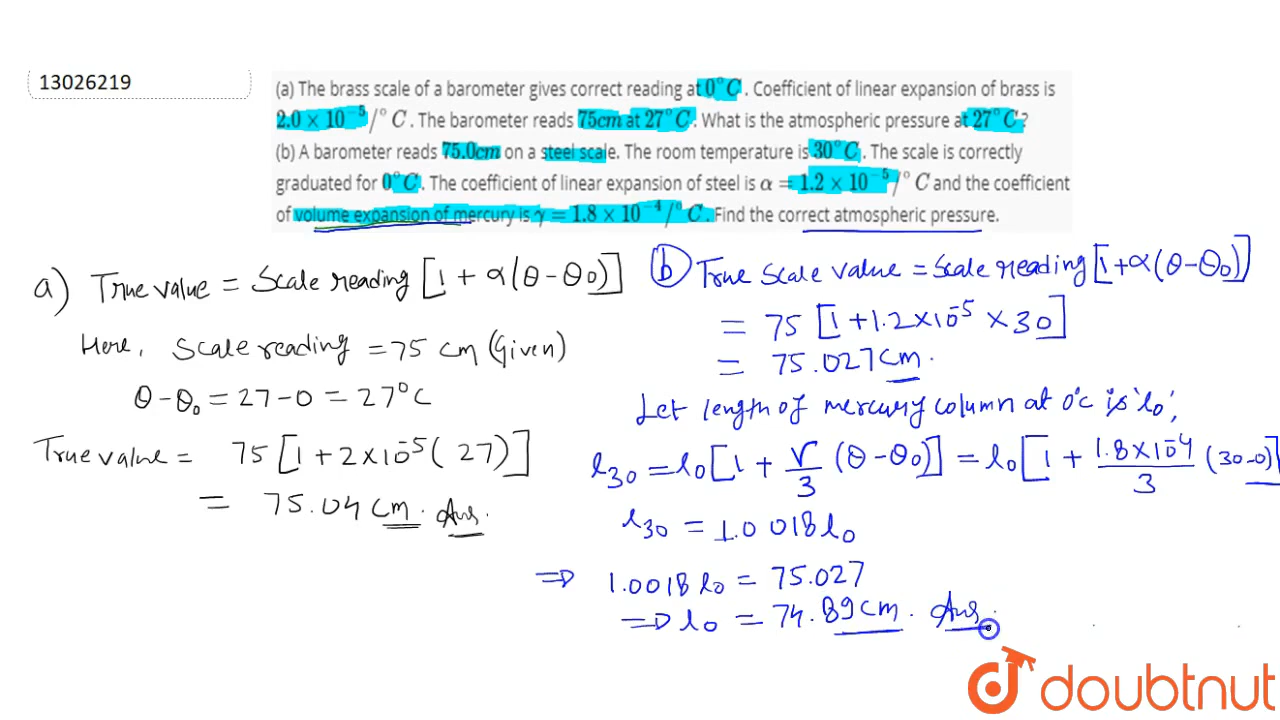 13026219
(a) The brass scale of a barometer gives correct reading at 0°C. Coefficient of linear expansion of brass is
2.0 × 10⁻⁵/°C. The barometer reads 75cm at 27°C. What is the atmospheric pressure at 27°C?
(b) A barometer reads 75.0cm on a steel scale. The room temperature is 30°C. The scale is correctly
graduated for 0°C. The coefficient of linear expansion of steel is α = 1.2 × 10⁻⁵/°C and the coefficient
of volume expansion of mercury is γ = 1.8 × 10⁻⁴/°C. Find the correct atmospheric pressure.
a) True value = Scale reading [1 + α(θ-θ0)]
Here, Scale reading = 75 cm (Given)
θ-θ₀ = 27-0 = 27°C
True value = 75 [1 + 2×10⁻⁵ (27)]
= 75.04 cm. Ans.
b) True scale value = scale reading [1+α(θ-θ0)]
= 75 [1+1.2×10⁻⁵ × 30]
= 75.027 cm.
Let length of mercury column at 0°c is 'l₀',
l₃₀ = l₀ [1 + γ/3 (θ-θ₀)] = l₀ [1 + 1.8×10⁻⁴/3 (30-0)]
l₃₀ = 1.0018 l₀
⇒ 1.0018 l₀ = 75.027
⇒ l₀ = 74.89 cm. Ans.
doubtnut